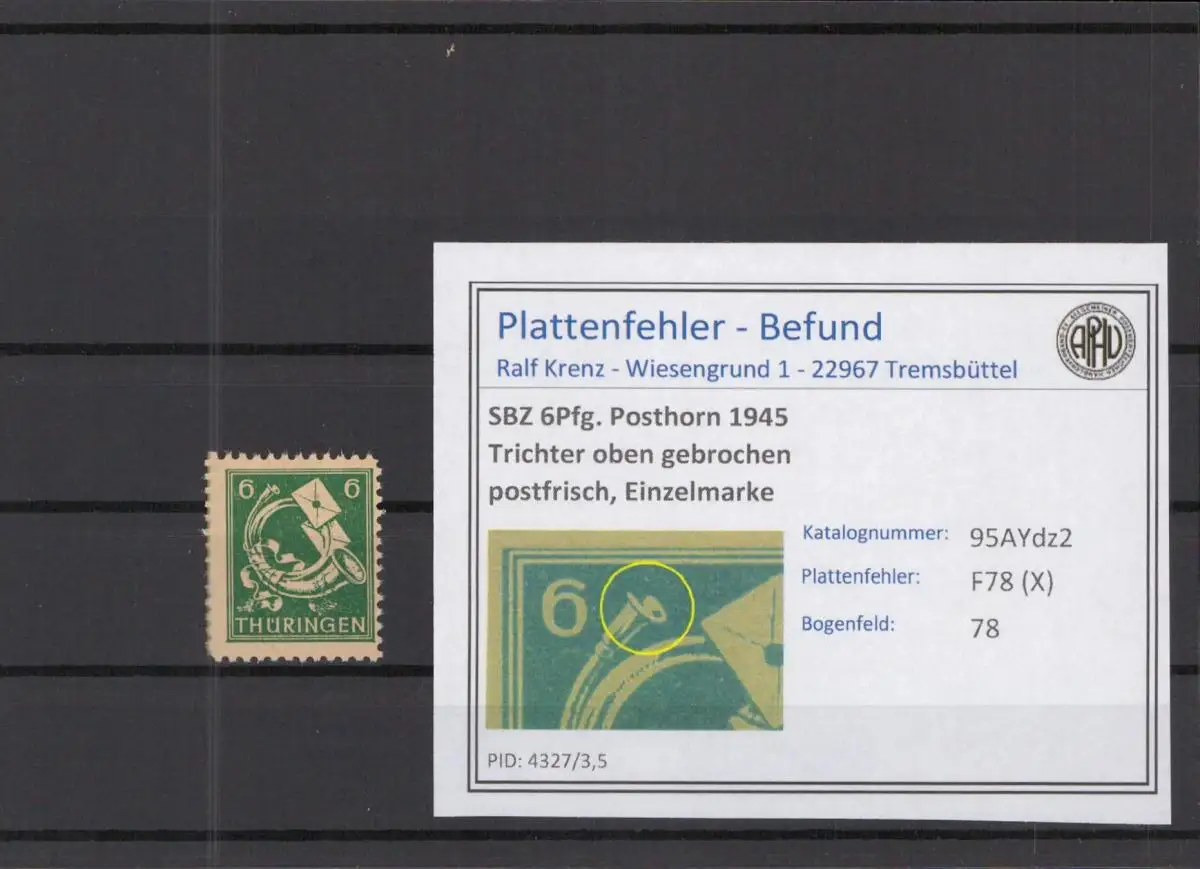 6 6
THÜRINGEN
Plattenfehler - Befund
Ralf Krenz - Wiesengrund 1 - 22967 Tremsbüttel
APHV
SBZ 6Pfg. Posthorn 1945
Trichter oben gebrochen
postfrisch, Einzelmarke
6
Katalognummer: 95AYdz2
Plattenfehler: F78 (X)
Bogenfeld: 78
PID: 4327/3,5